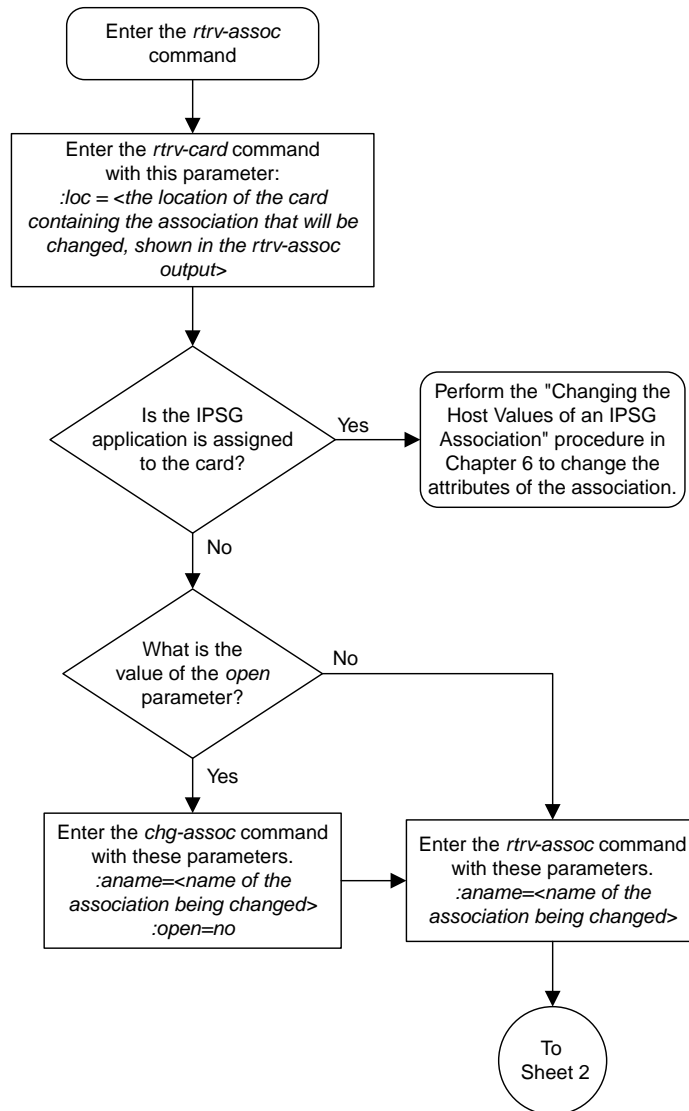 Enter the rtrv-assoc
command
Enter the rtrv-card command
with this parameter:
:loc = <the location of the card
containing the association that will be
changed, shown in the rtrv-assoc
output>
Is the IPSG
application is assigned
to the card?
Yes
Perform the "Changing the
Host Values of an IPSG
Association" procedure in
Chapter 6 to change the
attributes of the association.
No
What is the
value of the open
parameter?
No
Yes
Enter the chg-assoc command
with these parameters.
:aname=<name of the
association being changed>
:open=no
Enter the rtrv-assoc command
with these parameters.
:aname=<name of the
association being changed>
To
Sheet 2